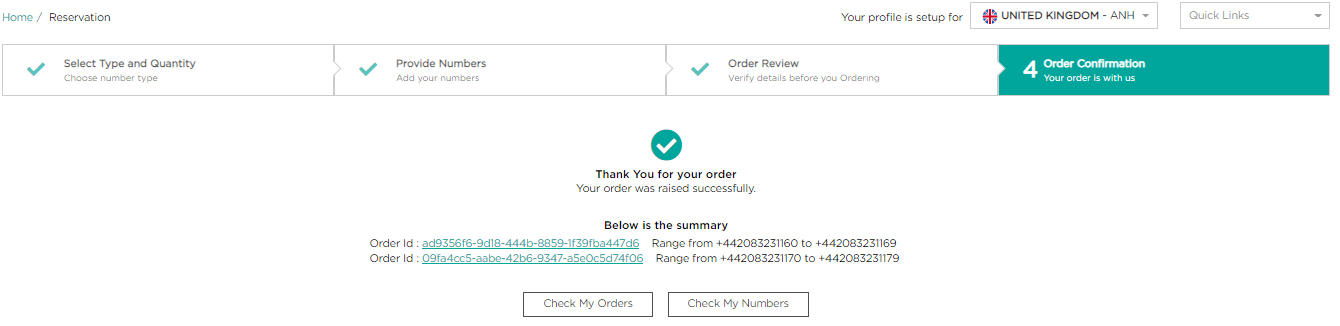 Home / Reservation
Your profile is setup for UNITED KINGDOM - ANH Quick Links
Select Type and Quantity
Choose number type
Provide Numbers
Add your numbers
Order Review
Verify details before you Ordering
4 Order Confirmation
Your order is with us
Thank You for your order
Your order was raised successfully.
Below is the summary
Order Id : ad9356f6-9d18-444b-8859-1f39fba447d6 Range from +442083231160 to +442083231169
Order Id : 09fa4cc5-aabe-42b6-9347-a5e0c5d74f06 Range from +442083231170 to +442083231179
Check My Orders Check My Numbers